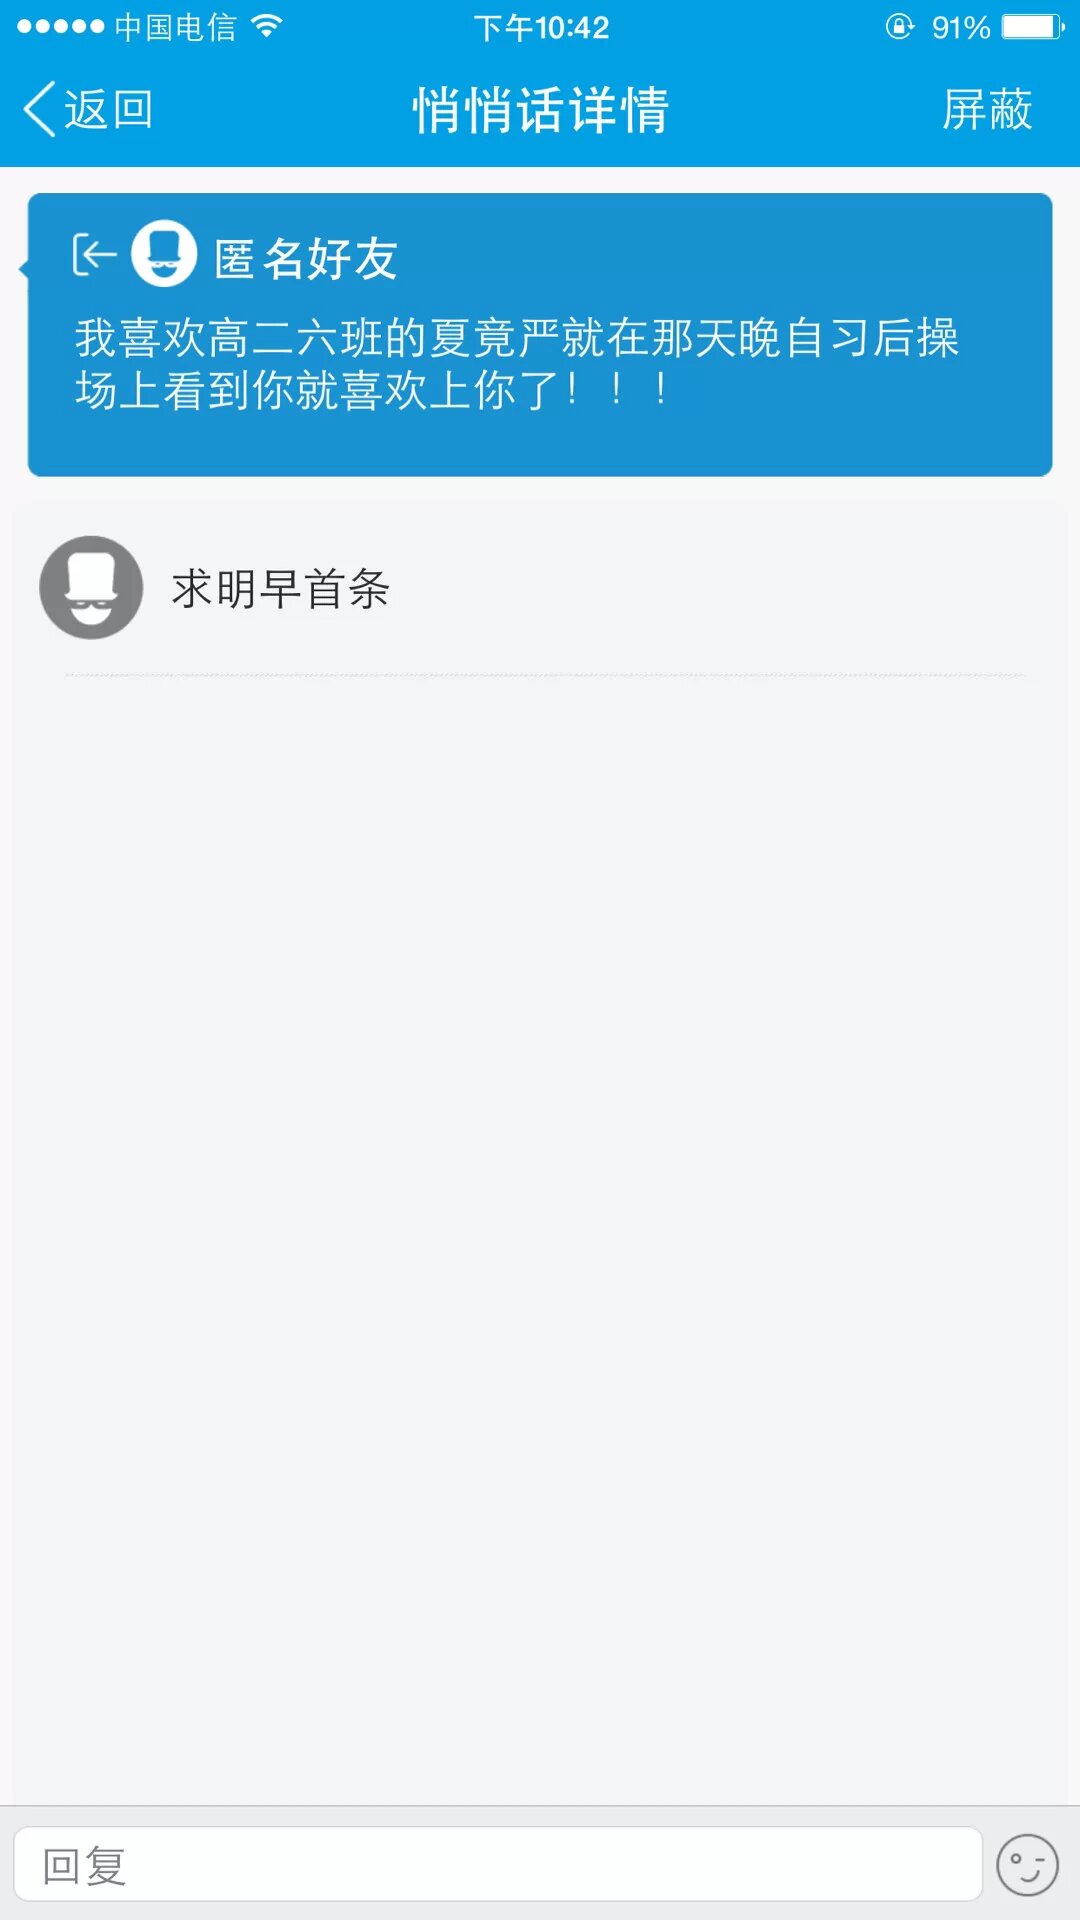 中国电信 下午10:42 91%
返回 悄悄话详情 屏蔽
匿名好友
我喜欢高二六班的夏竟严就在那天晚自习后操
场上看到你就喜欢上你了！！！
求明早首条
回复